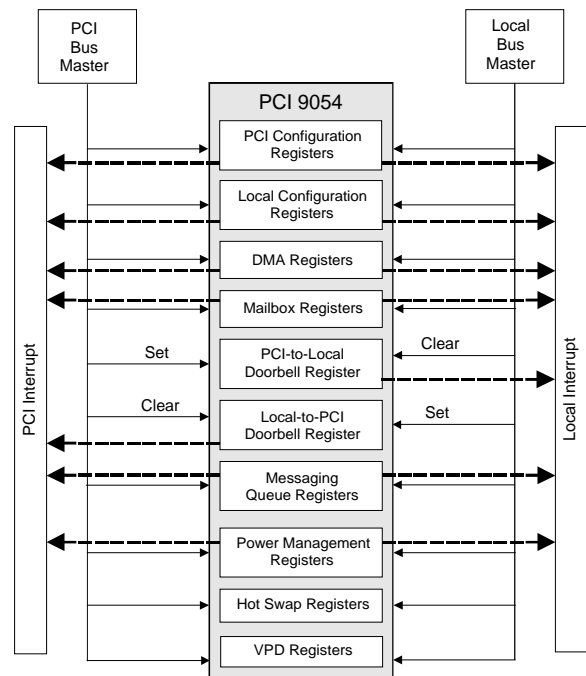 PCI
Bus
Master
Local
Bus
Master
PCI 9054
PCI Configuration
Registers
Local Configuration
Registers
DMA Registers
Mailbox Registers
Set
PCI-to-Local
Doorbell Register
Clear
Clear
Local-to-PCI
Doorbell Register
Set
Messaging
Queue Registers
Power Management
Registers
Hot Swap Registers
VPD Registers
PCI Interrupt
Local Interrupt